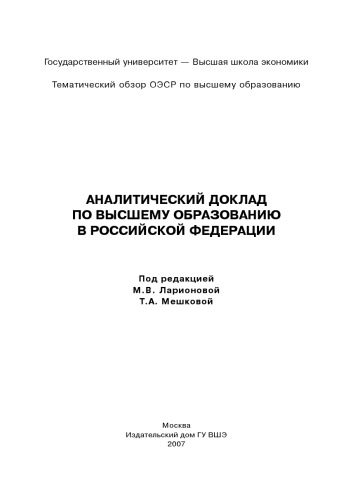 Государственный университет — Высшая школа экономики
Тематический обзор ОЭСР по высшему образованию
АНАЛИТИЧЕСКИЙ ДОКЛАД
ПО ВЫСШЕМУ ОБРАЗОВАНИЮ
В РОССИЙСКОЙ ФЕДЕРАЦИИ
Под редакцией
М.В. Ларионовой
Т.А. Мешковой
Москва
Издательский дом ГУ ВШЭ
2007